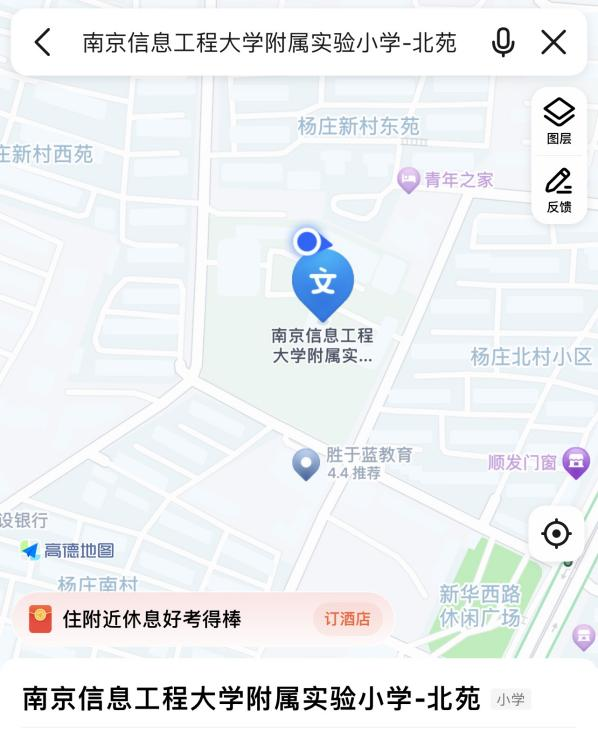 南京信息工程大学附属实验小学-北苑
图层
反馈
杨庄新村东苑
庄新村西苑
青年之家
文
南京信息工程
大学附属实...
杨庄北村小区
胜于蓝教育
4.4 推荐
顺发门窗
设银行
高德地图
杨庄南村
新华西路
休闲广场
住附近休息好考得棒
订酒店
南京信息工程大学附属实验小学-北苑
小学